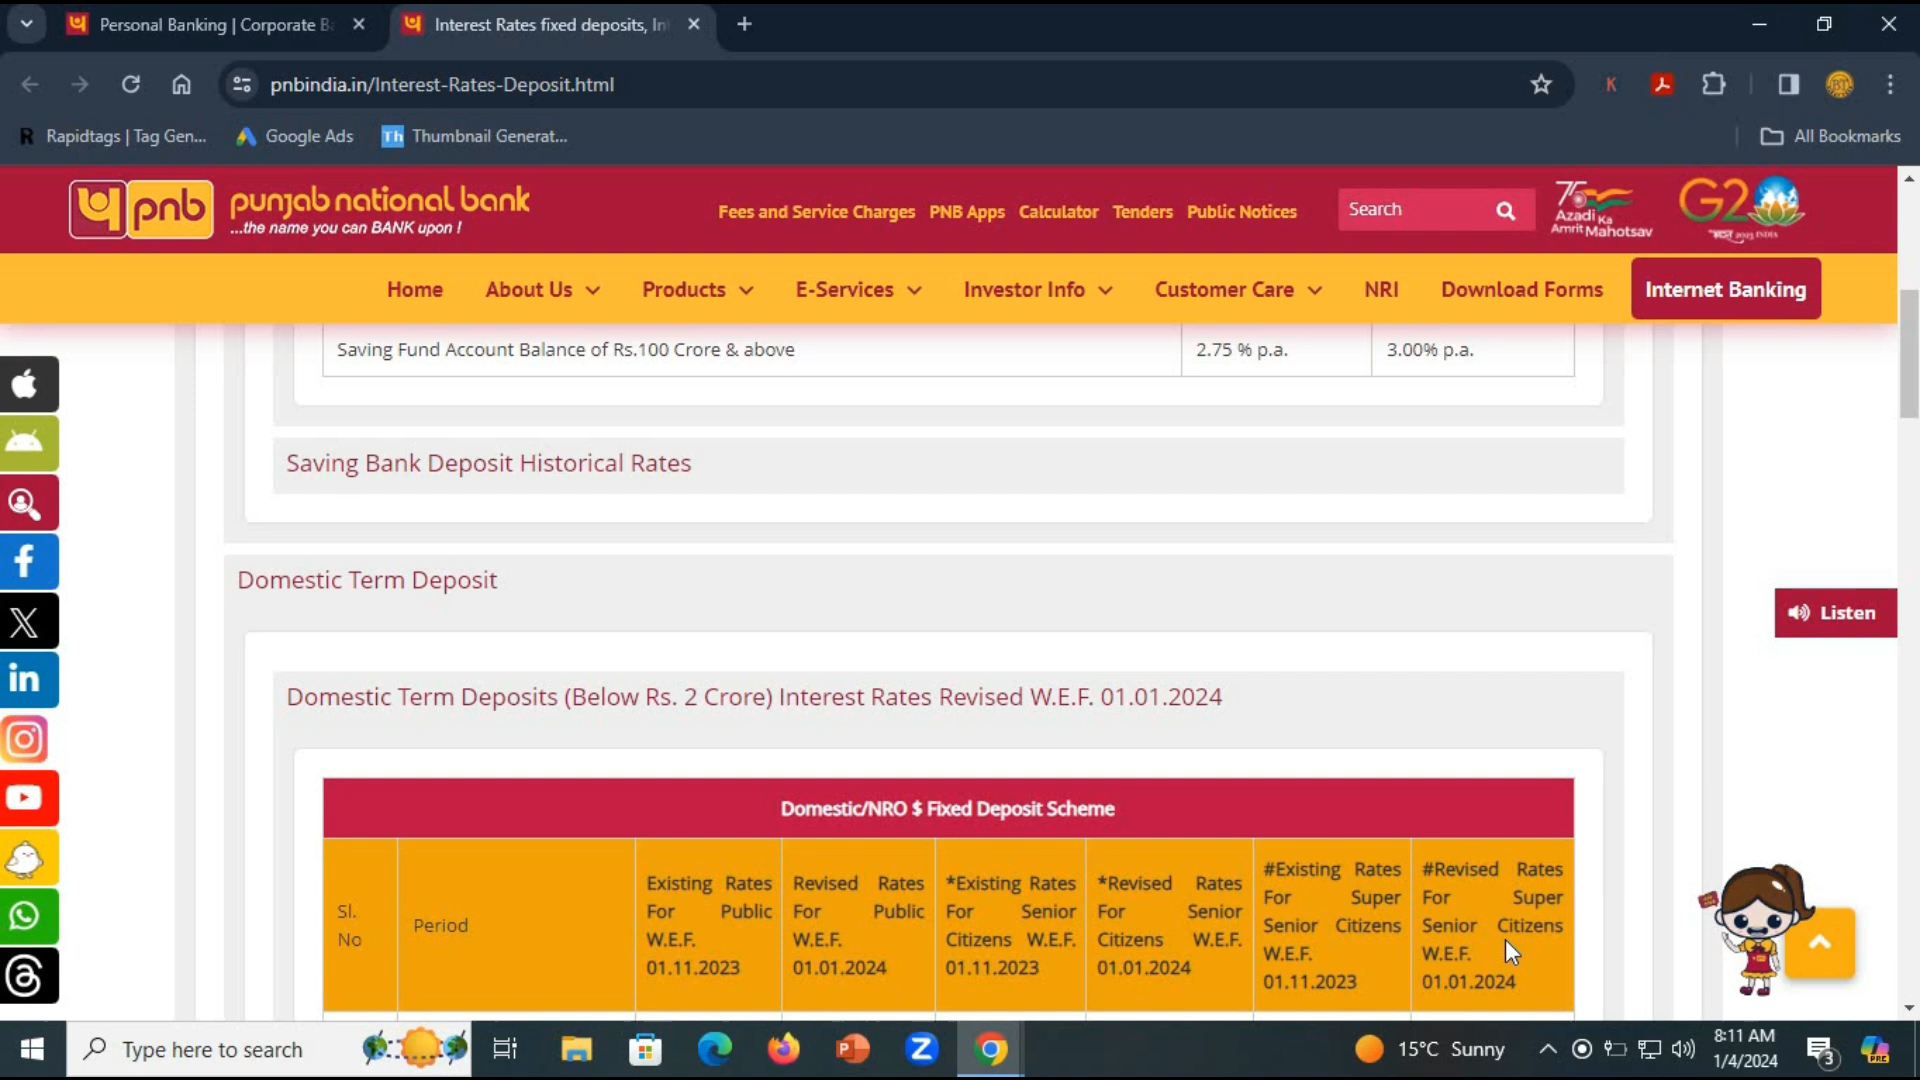 Personal Banking | Corporate B
Interest Rates fixed deposits, In
pnbindia.in/Interest-Rates-Deposit.html
K
Rapidtags | Tag Gen...
Google Ads
Th Thumbnail Generat...
All Bookmarks
प pnb
punjab national bank
...the name you can BANK upon !
Fees and Service Charges
PNB Apps
Calculator
Tenders
Public Notices
Search
75
Azadi Ka
Amrit Mahotsav
G20
2023 INDIA
Home
About Us
Products
E-Services
Investor Info
Customer Care
NRI
Download Forms
Internet Banking
Saving Fund Account Balance of Rs.100 Crore & above
2.75 % p.a.
3.00% p.a.
Saving Bank Deposit Historical Rates
Domestic Term Deposit
Listen
Domestic Term Deposits (Below Rs. 2 Crore) Interest Rates Revised W.E.F. 01.01.2024
Domestic/NRO $ Fixed Deposit Scheme
Sl.
No
Period
Existing Rates
For Public
W.E.F.
01.11.2023
Revised Rates
For Public
W.E.F.
01.01.2024
*Existing Rates
For Senior
Citizens W.E.F.
01.11.2023
*Revised Rates
For Senior
Citizens W.E.F.
01.01.2024
#Existing Rates
For Super
Senior Citizens
W.E.F.
01.11.2023
#Revised Rates
For Super
Senior Citizens
W.E.F.
01.01.2024
Type here to search
15°C Sunny
8:11 AM
1/4/2024
3
PRE